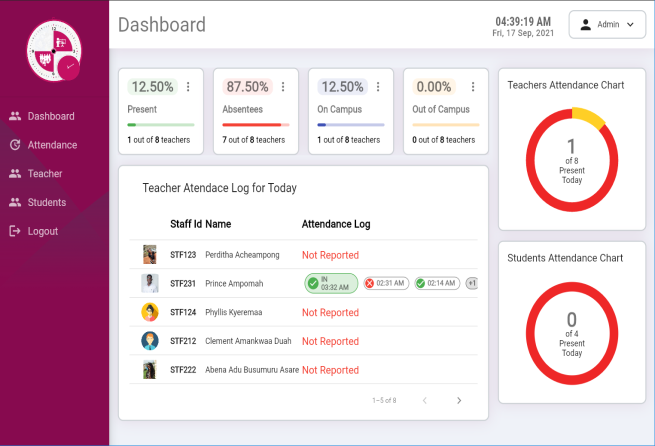 Dashboard
04:39:19 AM
Fri, 17 Sep, 2021
Admin
Dashboard
Attendance
Teacher
Students
Logout
12.50%
Present
1 out of 8 teachers
87.50%
Absentees
7 out of 8 teachers
12.50%
On Campus
1 out of 8 teachers
0.00%
Out of Campus
0 out of 8 teachers
Teacher Atendace Log for Today
Staff Id Name Attendance Log
STF123 Perditha Acheampong Not Reported
STF231 Prince Ampomah IN 03:32 AM 02:31 AM 02:14 AM +1
STF124 Phyllis Kyeremaa Not Reported
STF212 Clement Amankwaa Duah Not Reported
STF222 Abena Adu Busumuru Asare Not Reported
1–5 of 8
Teachers Attendance Chart
1
of 8
Present
Today
Students Attendance Chart
0
of 4
Present
Today